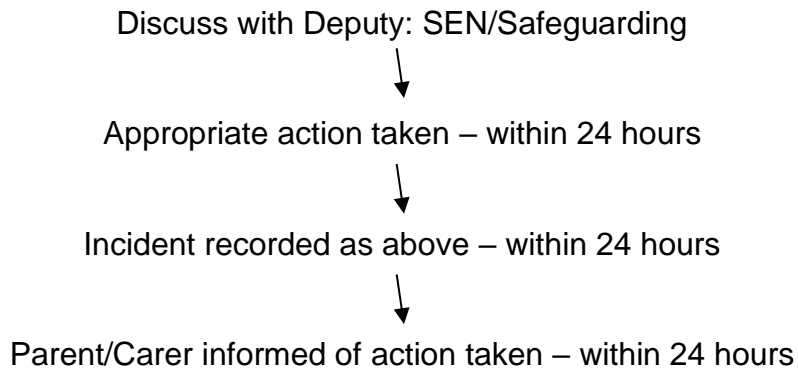 Discuss with Deputy: SEN/Safeguarding
Appropriate action taken – within 24 hours
Incident recorded as above – within 24 hours
Parent/Carer informed of action taken – within 24 hours